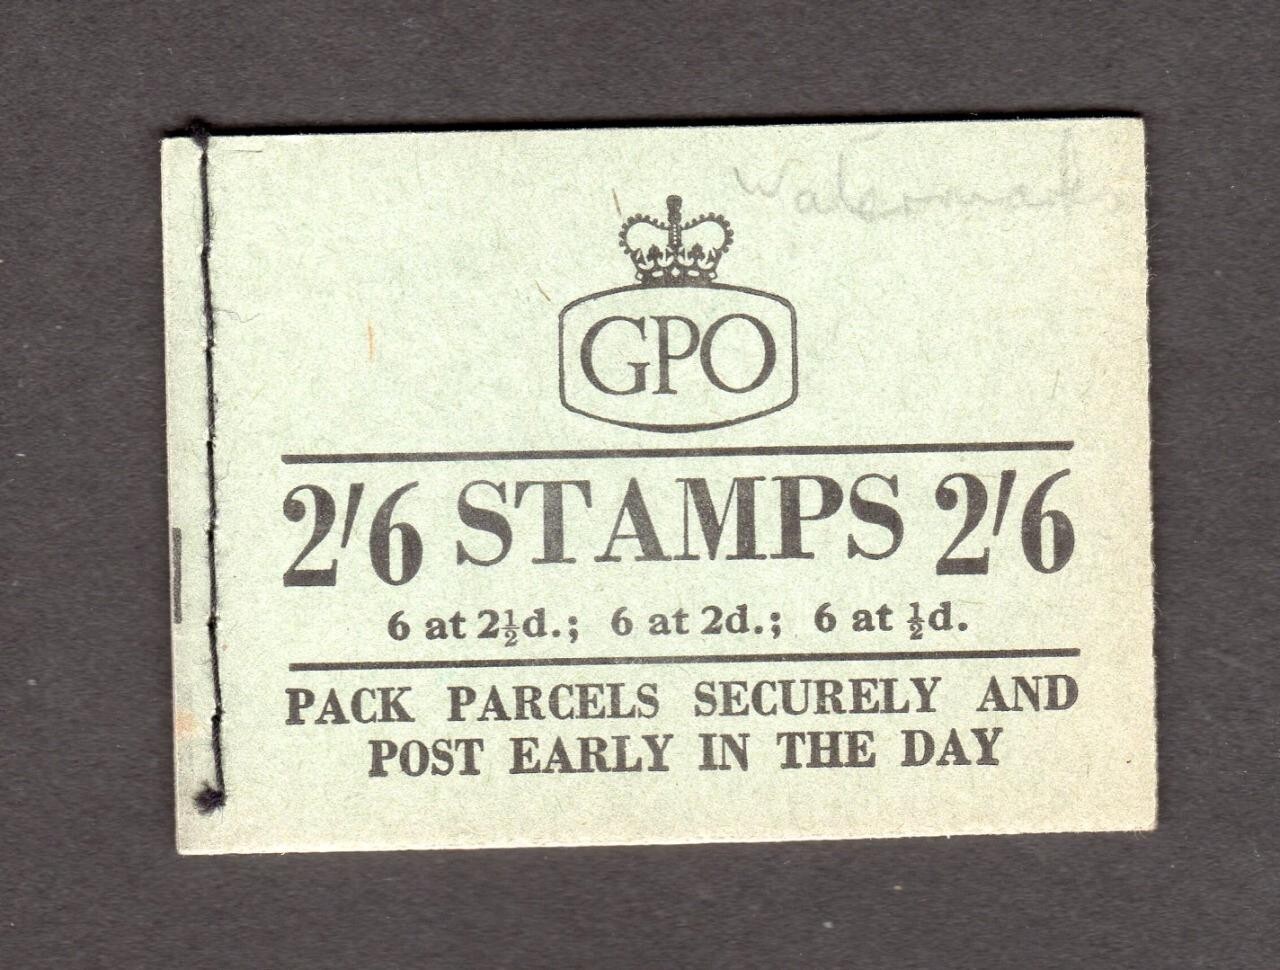 Watermark
GPO
2/6 STAMPS 2/6
6 at 2½d.; 6 at 2d.; 6 at ½d.
PACK PARCELS SECURELY AND
POST EARLY IN THE DAY